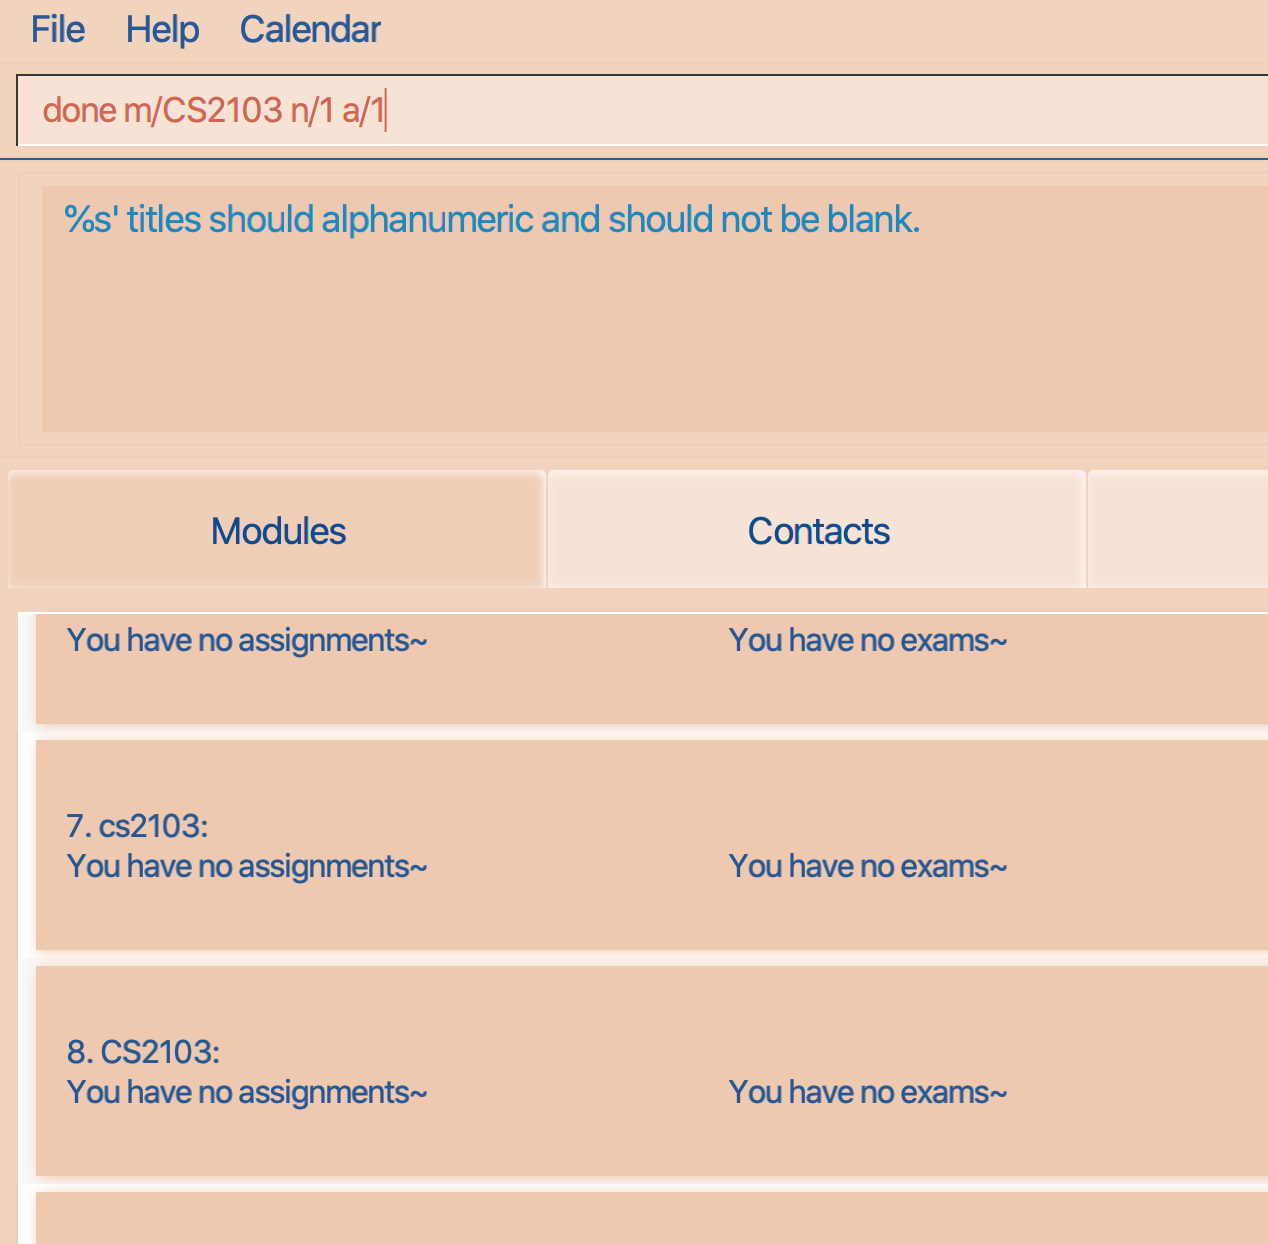 File Help Calendar
done m/CS2103 n/1 a/1
%s' titles should alphanumeric and should not be blank.
Modules Contacts
You have no assignments~ You have no exams~
7. cs2103:
You have no assignments~ You have no exams~
8. CS2103:
You have no assignments~ You have no exams~